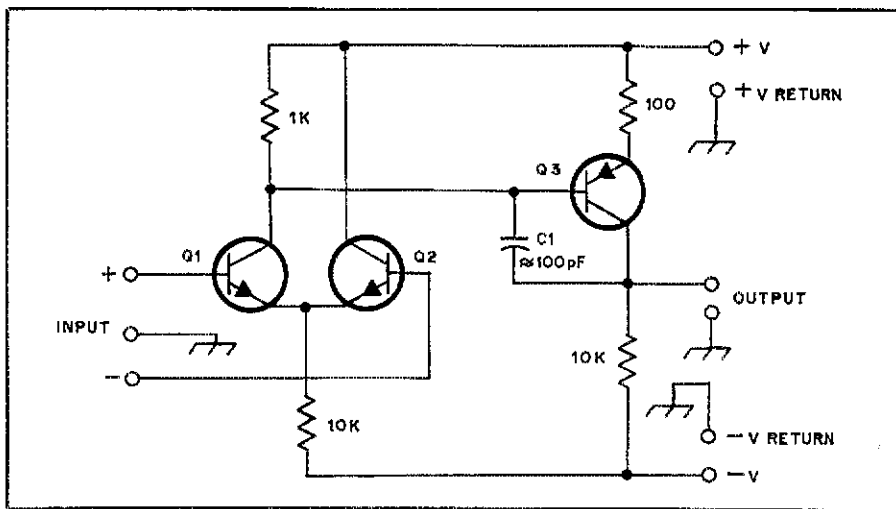 + V
+ V RETURN
1K
100
Q3
Q1
Q2
C1
≈100pF
+
INPUT
-
OUTPUT
10K
10K
- V RETURN
- V